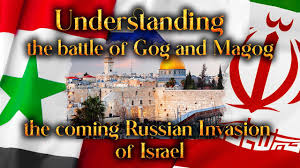 Understanding
the battle of Gog and Magog
the coming Russian Invasion
of Israel